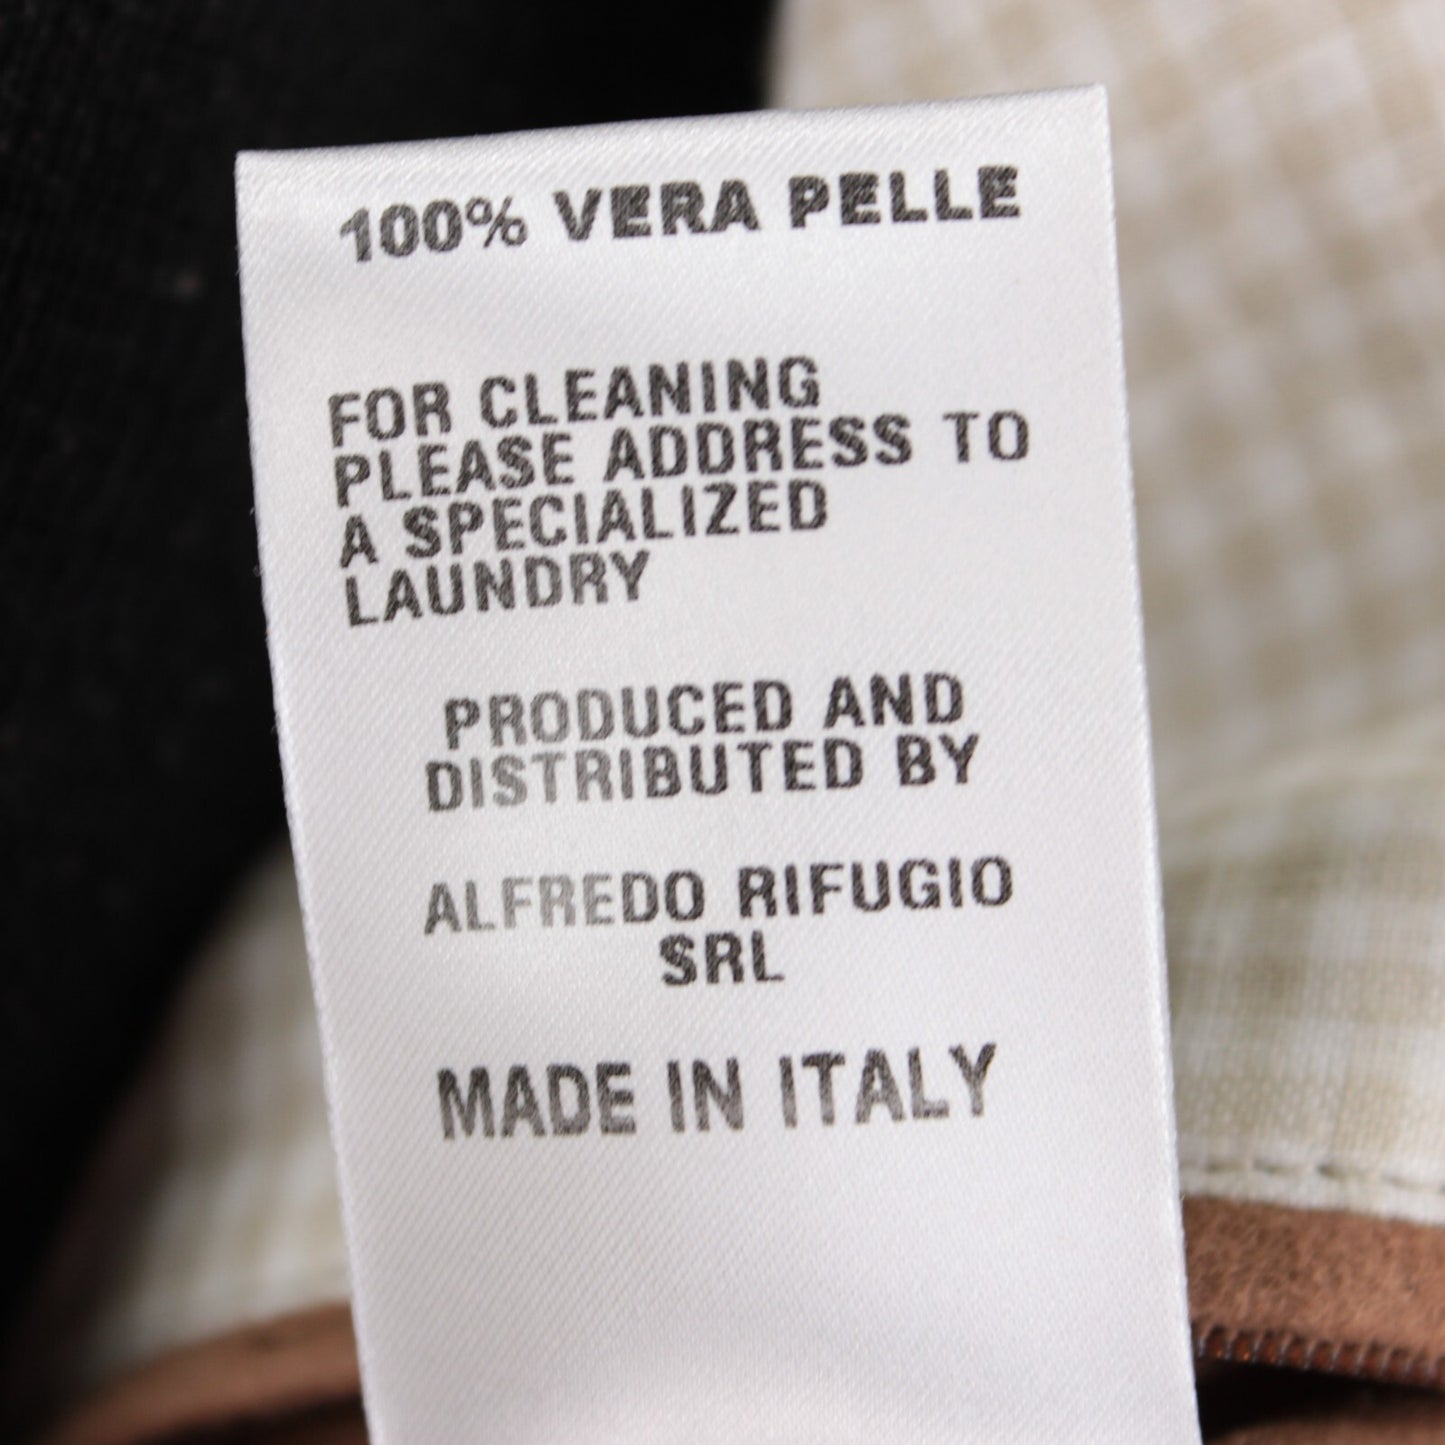 100% VERA PELLE
FOR CLEANING
PLEASE ADDRESS TO
A SPECIALIZED
LAUNDRY
PRODUCED AND
DISTRIBUTED BY
ALFREDO RIFUGIO
SRL
MADE IN ITALY